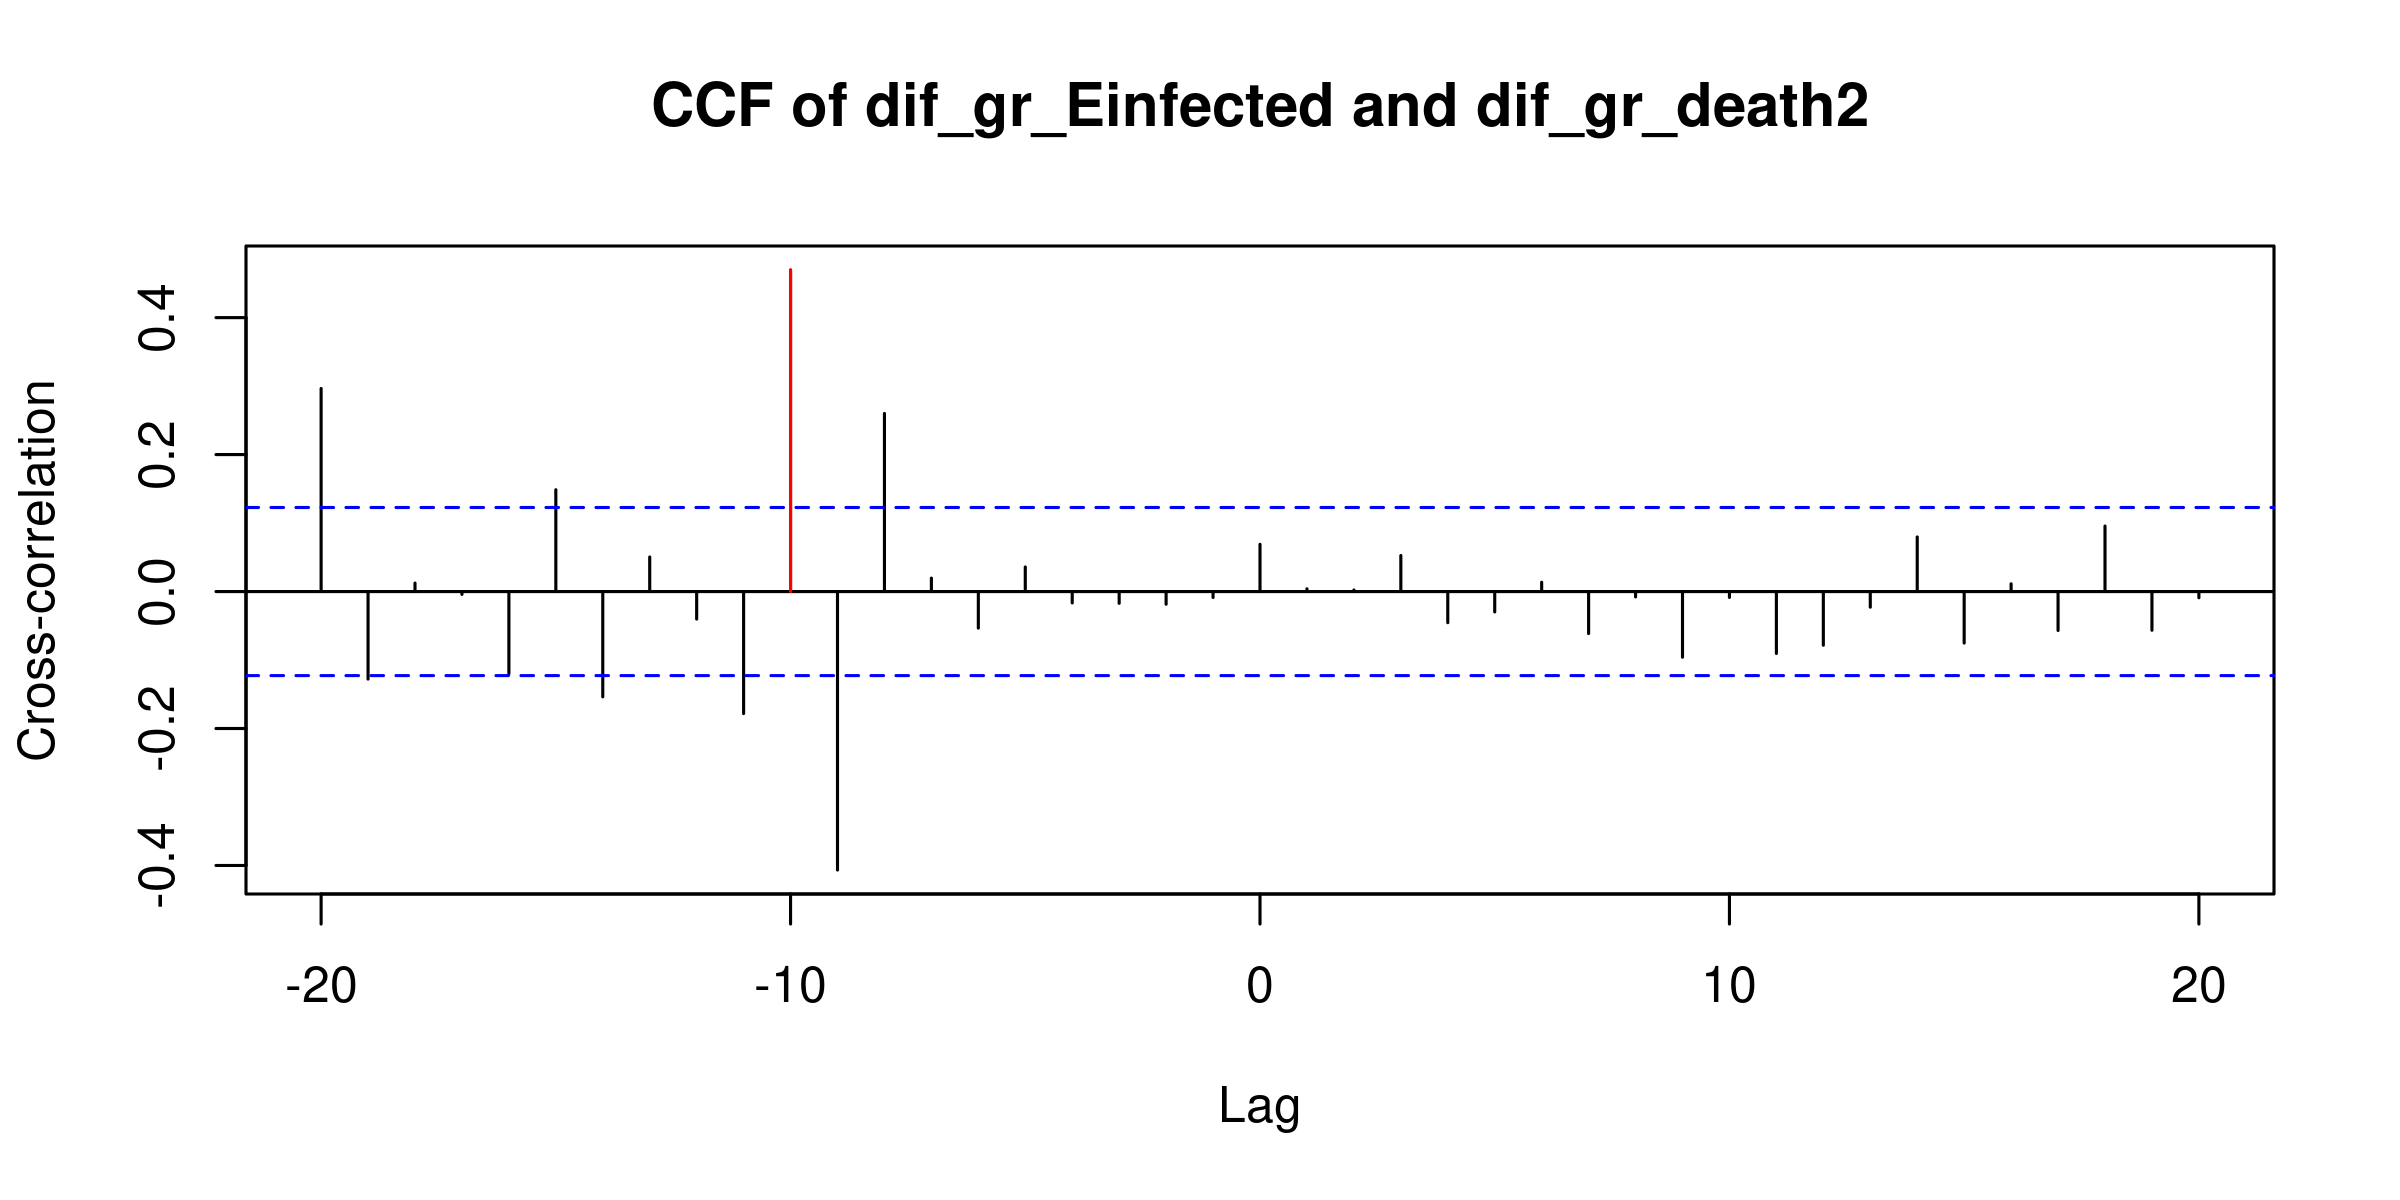 CCF of dif_gr_Einfected and dif_gr_death2
Cross-correlation
0.4
0.2
0.0
-0.2
-0.4
-20 -10 0 10 20
Lag